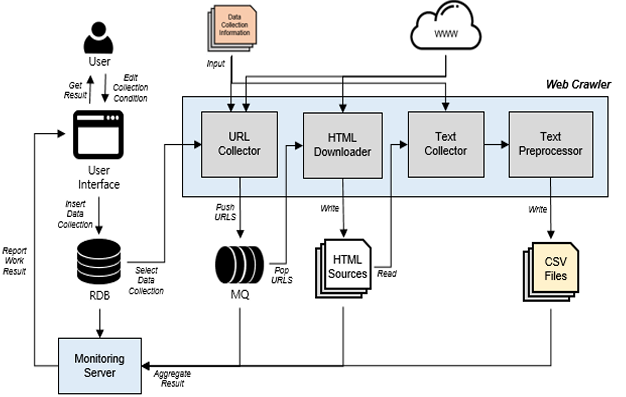 Data
Collection
Information
WWW
User
Input
Get
Result
Edit
Collection
Condition
Web Crawler
URL
Collector
HTML
Downloader
Text
Collector
Text
Preprocessor
User
Interface
Insert
Data
Collection
Push
URLS
Write
Write
Report
Work
Result
RDB
Select
Data
Collection
MQ
Pop
URLS
HTML
Sources
Read
CSV
Files
Monitoring
Server
Aggregate
Result